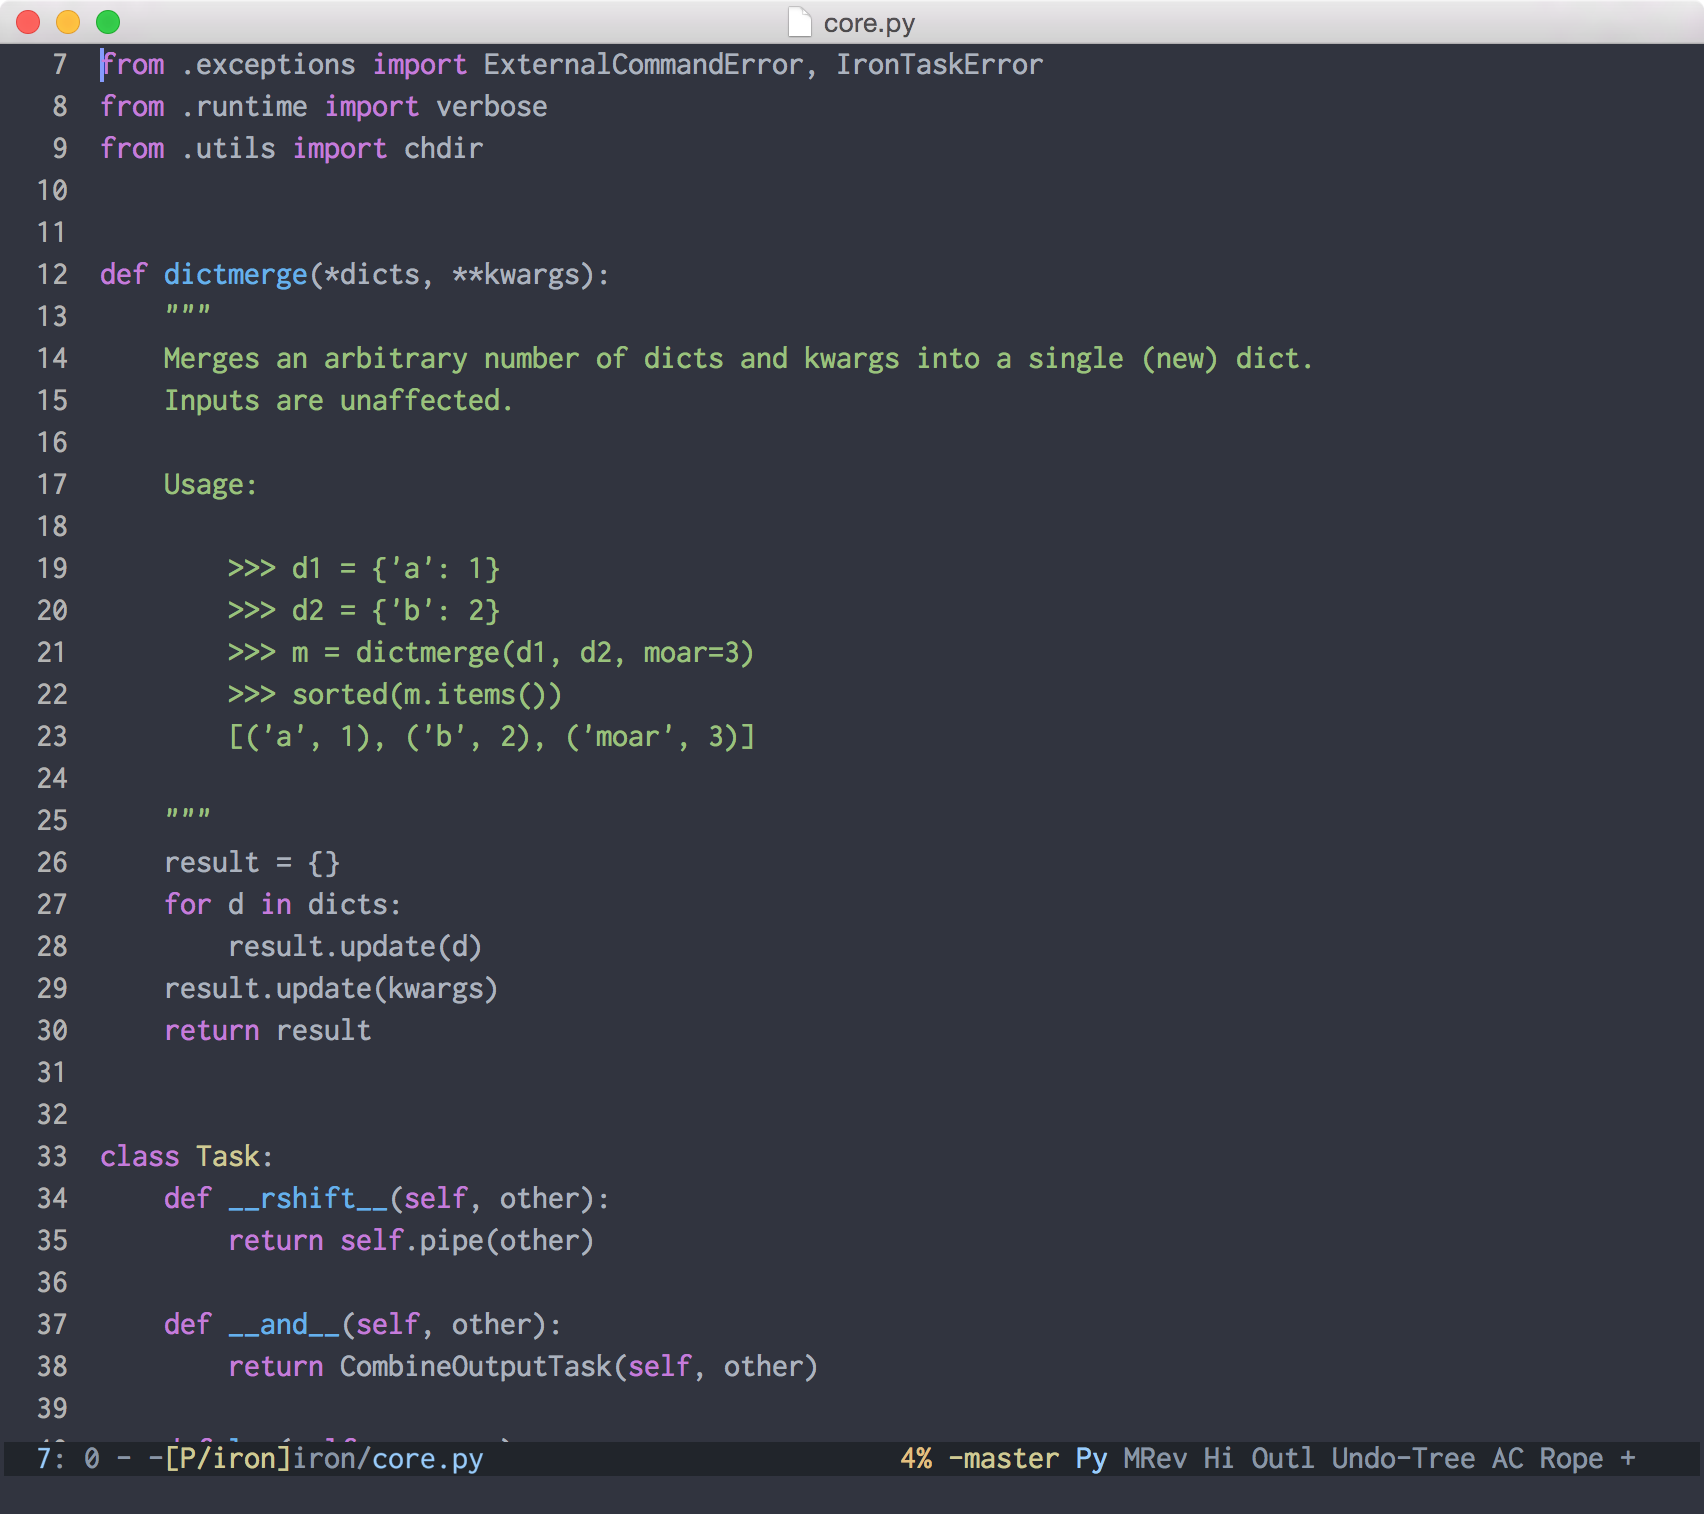 core.py
7 from .exceptions import ExternalCommandError, IronTaskError
8 from .runtime import verbose
9 from .utils import chdir
10
11
12 def dictmerge(*dicts, **kwargs):
13     """
14     Merges an arbitrary number of dicts and kwargs into a single (new) dict.
15     Inputs are unaffected.
16
17     Usage:
18
19         >>> d1 = {'a': 1}
20         >>> d2 = {'b': 2}
21         >>> m = dictmerge(d1, d2, moar=3)
22         >>> sorted(m.items())
23         [('a', 1), ('b', 2), ('moar', 3)]
24
25     """
26     result = {}
27     for d in dicts:
28         result.update(d)
29     result.update(kwargs)
30     return result
31
32
33 class Task:
34     def __rshift__(self, other):
35         return self.pipe(other)
36
37     def __and__(self, other):
38         return CombineOutputTask(self, other)
39
7: 0 - -[P/iron]iron/core.py 4% -master Py MRev Hi Outl Undo-Tree AC Rope +